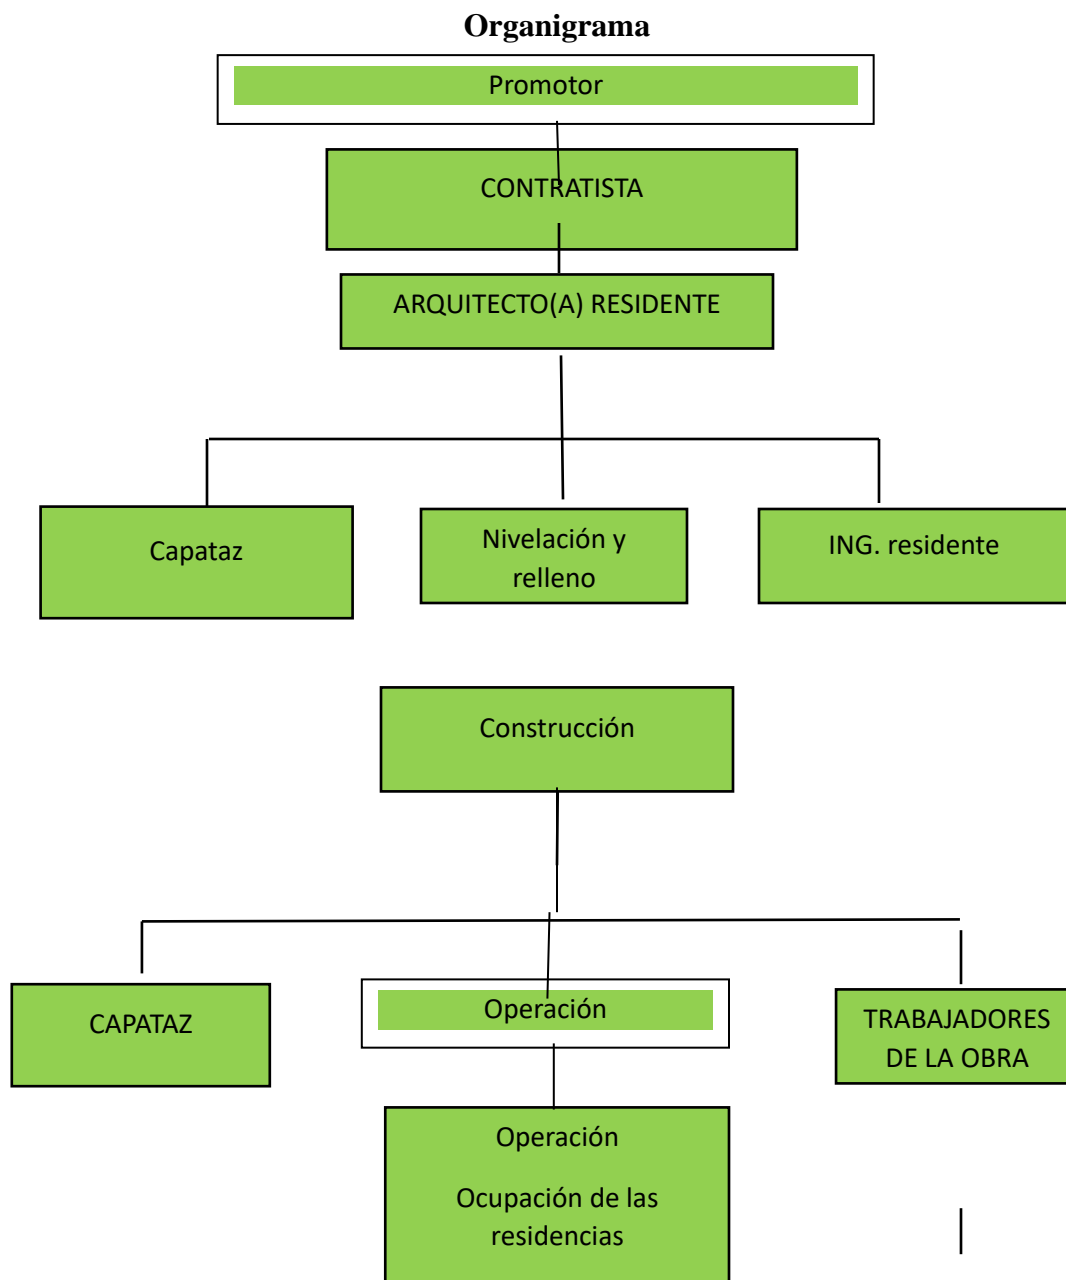 Organigrama
Promotor
CONTRATISTA
ARQUITECTO(A) RESIDENTE
Capataz
Nivelación y
relleno
ING. residente
Construcción
CAPATAZ
Operación
TRABAJADORES
DE LA OBRA
Operación
Ocupación de las
residencias